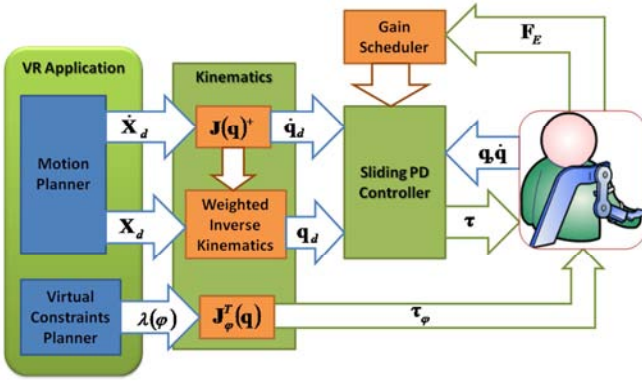 VR Application
Motion
Planner
Virtual
Constraints
Planner
Ẋ_d
X_d
λ(φ)
Kinematics
J(q)⁺
Weighted
Inverse
Kinematics
J_φ^T(q)
q̇_d
q_d
Gain
Scheduler
Sliding PD
Controller
F_E
q,q̇
τ
τ_φ